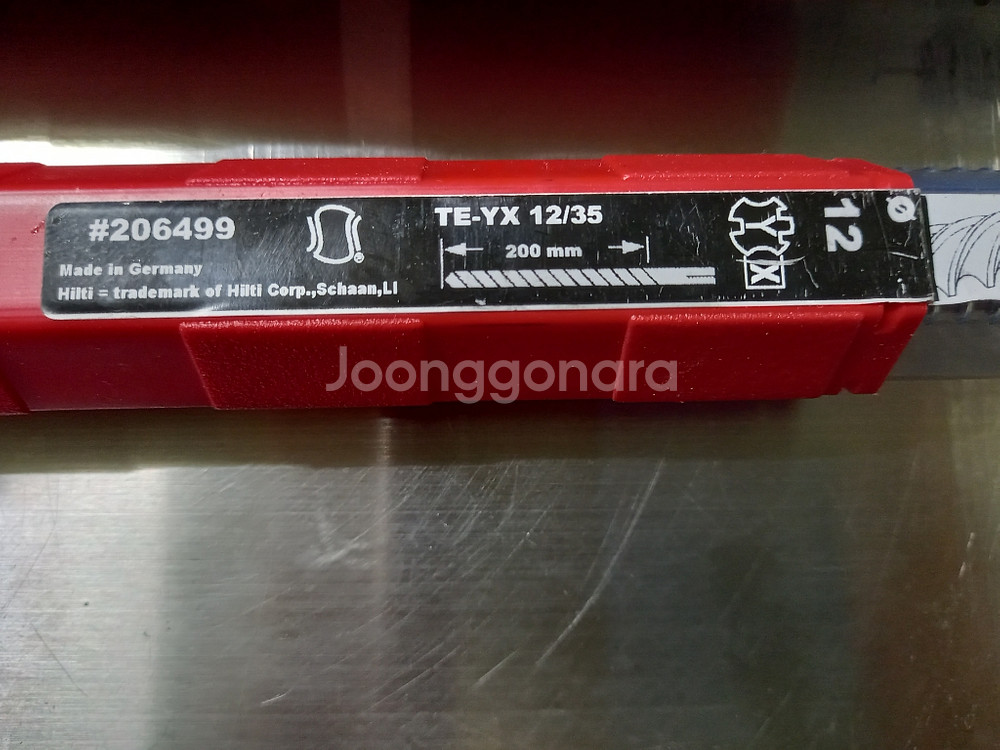 #206499
Made in Germany
Hilti = trademark of Hilti Corp.,Schaan,LI
®
TE-YX 12/35
200 mm
Y
X
Ø
12
Joonggonara